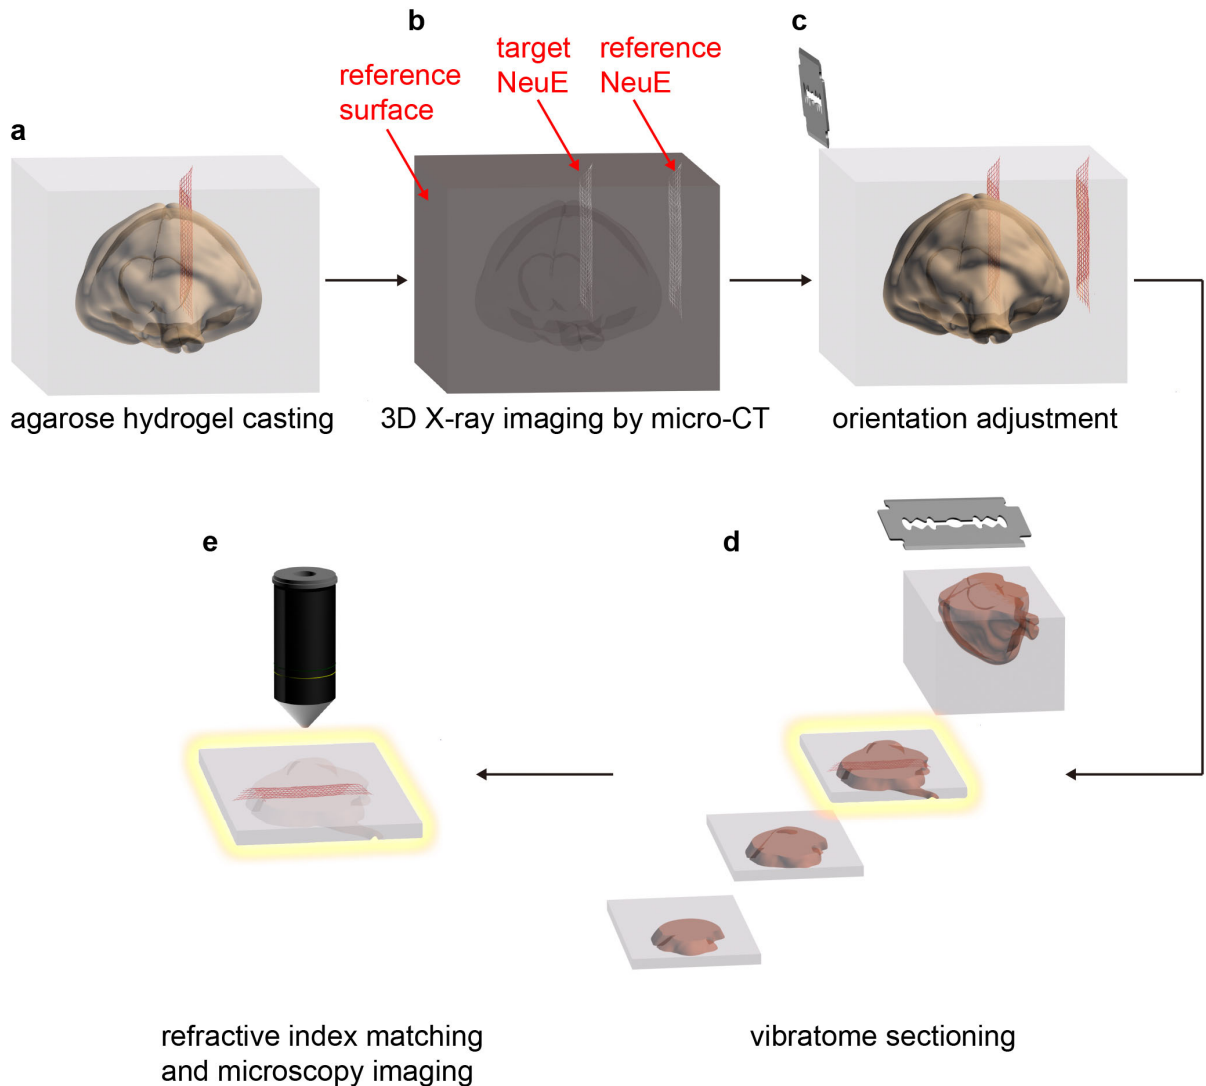 b
c
target
NeuE
reference
NeuE
reference
surface
a
agarose hydrogel casting
3D X-ray imaging by micro-CT
orientation adjustment
e
d
refractive index matching
and microscopy imaging
vibratome sectioning